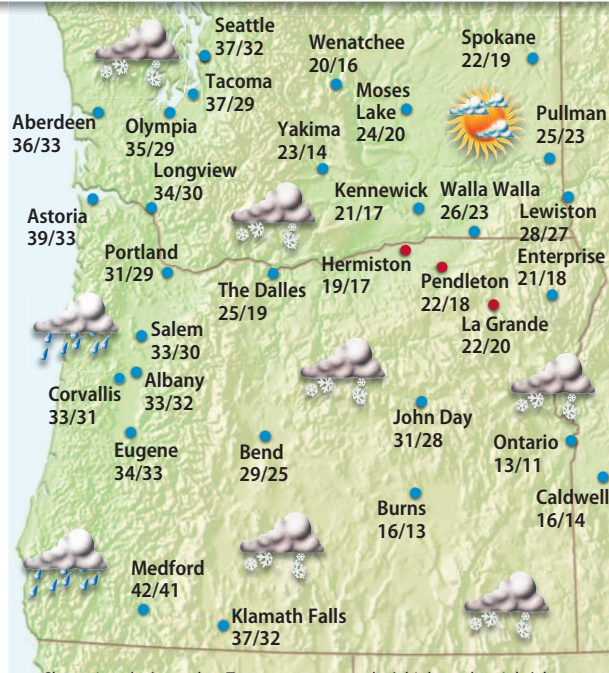 Seattle
37/32
Wenatchee
20/16
Spokane
22/19
Tacoma
37/29
Moses
Lake
24/20
Aberdeen
36/33
Olympia
35/29
Yakima
23/14
Pullman
25/23
Longview
34/30
Kennewick
21/17
Walla Walla
26/23
Lewiston
28/27
Astoria
39/33
Portland
31/29
The Dalles
25/19
Hermiston
19/17
Pendleton
22/18
Enterprise
21/18
La Grande
22/20
Salem
33/30
Albany
33/32
Corvallis
33/31
John Day
31/28
Eugene
34/33
Bend
29/25
Ontario
13/11
Burns
16/13
Caldwell
16/14
Medford
42/41
Klamath Falls
37/32